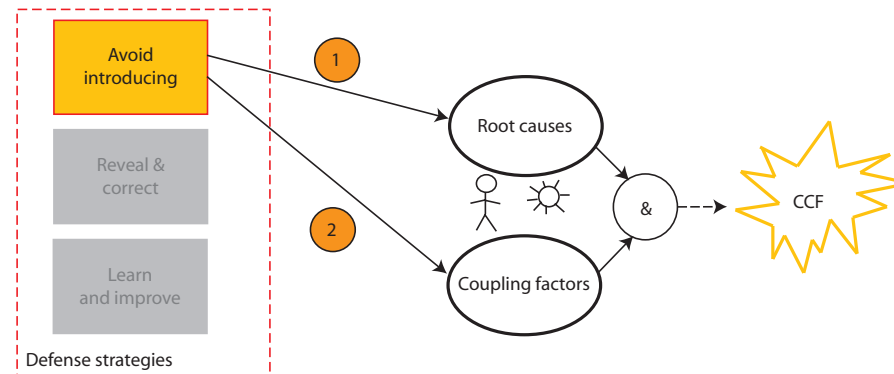 Avoid
introducing
1
Root causes
Reveal &
correct
&
CCF
2
Learn
and improve
Coupling factors
Defense strategies